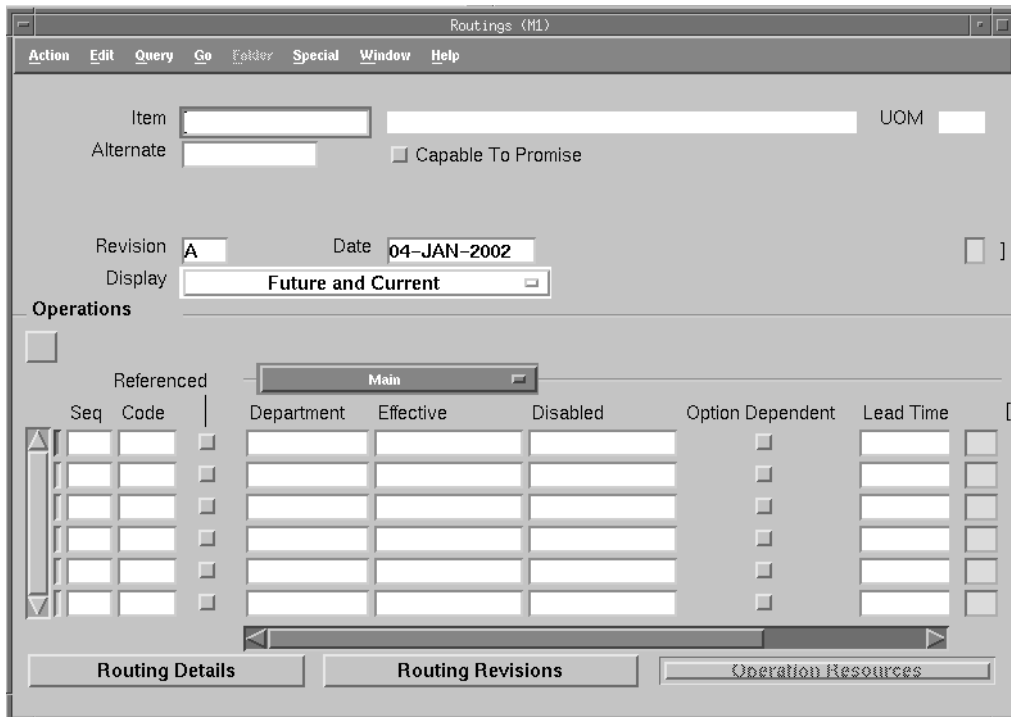 Routings (M1)
Action Edit Query Go Folder Special Window Help
Item UOM
Alternate Capable To Promise
Revision A Date 04-JAN-2002 ]
Display Future and Current
Operations
Referenced Main
Seq Code Department Effective Disabled Option Dependent Lead Time [
Routing Details Routing Revisions Operation Resources